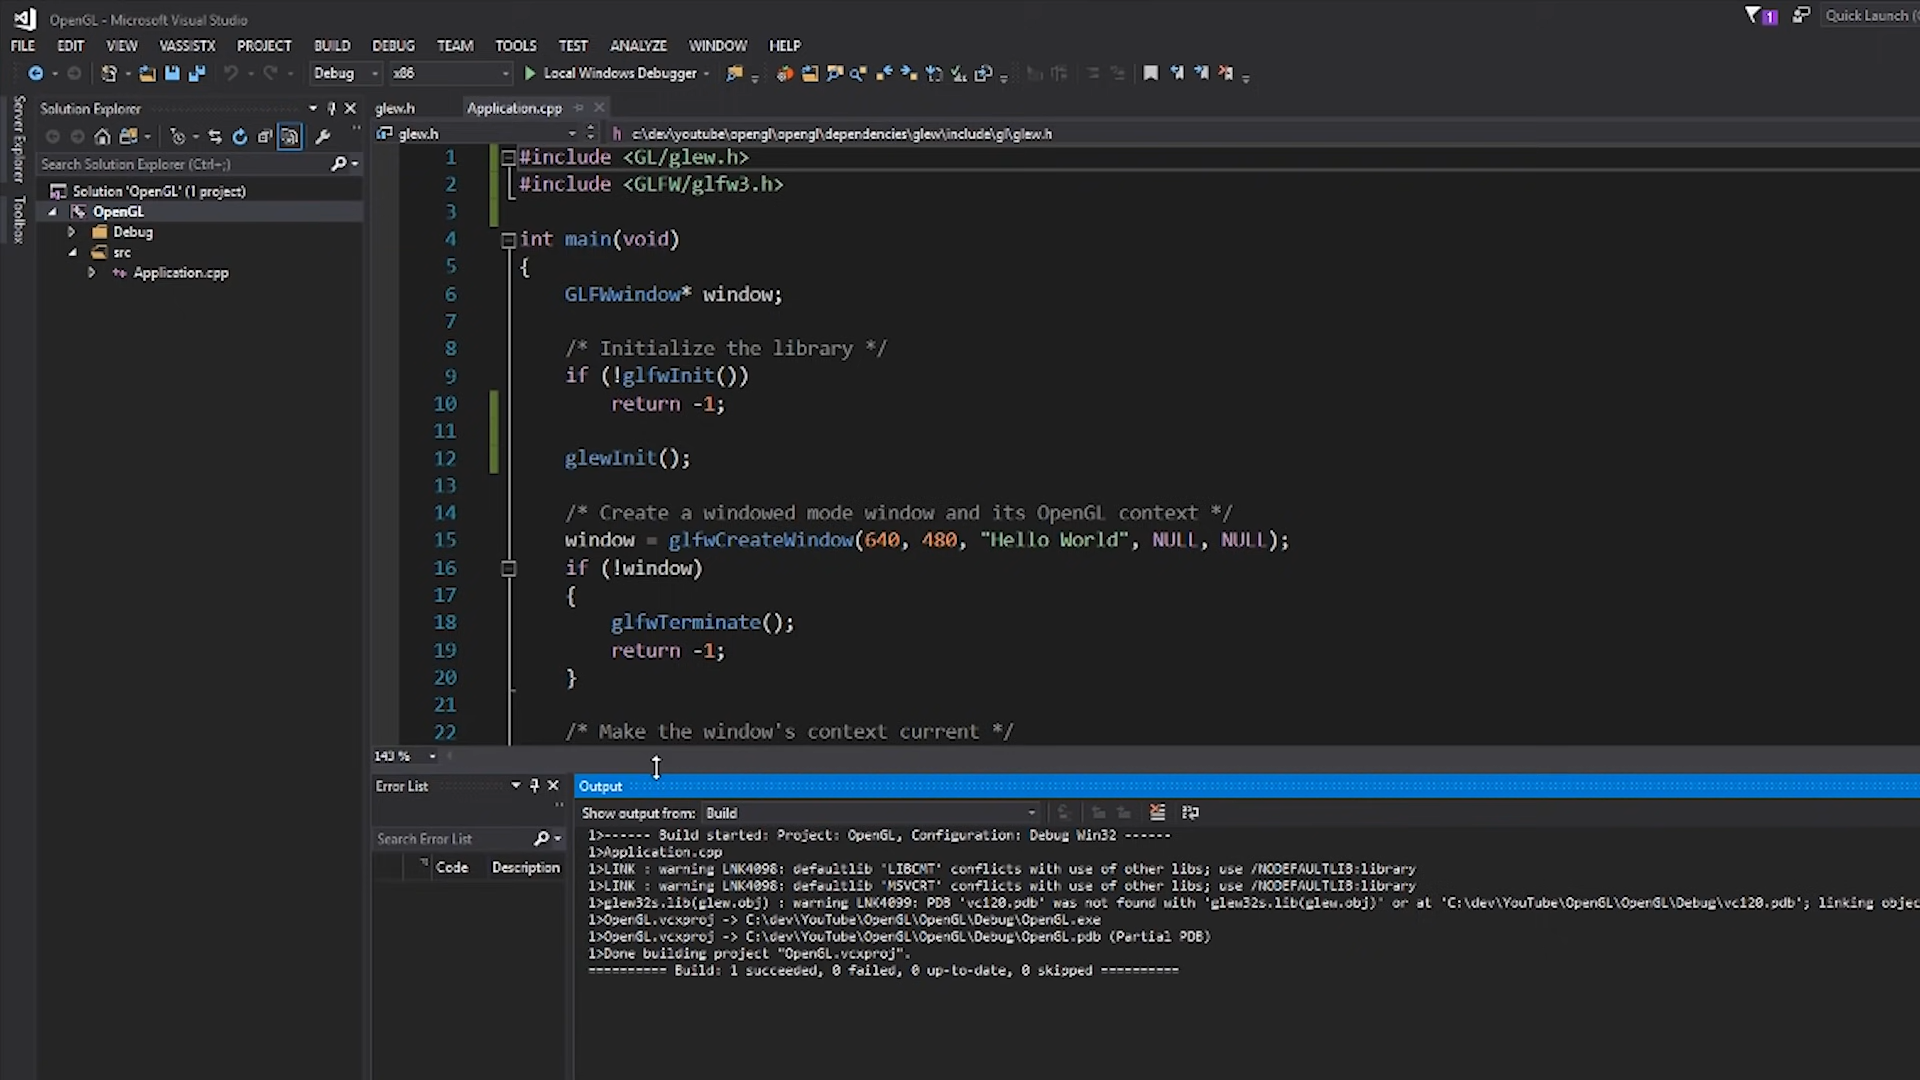 OpenGL - Microsoft Visual Studio
1
Quick Launch (
FILE EDIT VIEW VASSISTX PROJECT BUILD DEBUG TEAM TOOLS TEST ANALYZE WINDOW HELP
Debug x86 Local Windows Debugger
Server Explorer
Toolbox
Solution Explorer
Search Solution Explorer (Ctrl+;)
Solution 'OpenGL' (1 project)
OpenGL
Debug
src
Application.cpp
glew.h Application.cpp
glew.h c:\dev\youtube\opengl\opengl\dependencies\glew\include\gl\glew.h
1 #include <GL/glew.h>
2 #include <GLFW/glfw3.h>
3
4 int main(void)
5 {
6 GLFWwindow* window;
7
8 /* Initialize the library */
9 if (!glfwInit())
10 return -1;
11
12 glewInit();
13
14 /* Create a windowed mode window and its OpenGL context */
15 window = glfwCreateWindow(640, 480, "Hello World", NULL, NULL);
16 if (!window)
17 {
18 glfwTerminate();
19 return -1;
20 }
21
22 /* Make the window's context current */
143 %
Error List
Search Error List
Code Description
Output
Show output from: Build
1>------ Build started: Project: OpenGL, Configuration: Debug Win32 ------
1>Application.cpp
1>LINK : warning LNK4098: defaultlib 'LIBCMT' conflicts with use of other libs; use /NODEFAULTLIB:library
1>LINK : warning LNK4098: defaultlib 'MSVCRT' conflicts with use of other libs; use /NODEFAULTLIB:library
1>glew32s.lib(glew.obj) : warning LNK4099: PDB 'vc120.pdb' was not found with 'glew32s.lib(glew.obj)' or at 'C:\dev\YouTube\OpenGL\OpenGL\Debug\vc120.pdb'; linking objec
1>OpenGL.vcxproj -> C:\dev\YouTube\OpenGL\OpenGL\Debug\OpenGL.exe
1>OpenGL.vcxproj -> C:\dev\YouTube\OpenGL\OpenGL\Debug\OpenGL.pdb (Partial PDB)
1>Done building project "OpenGL.vcxproj".
========== Build: 1 succeeded, 0 failed, 0 up-to-date, 0 skipped ==========